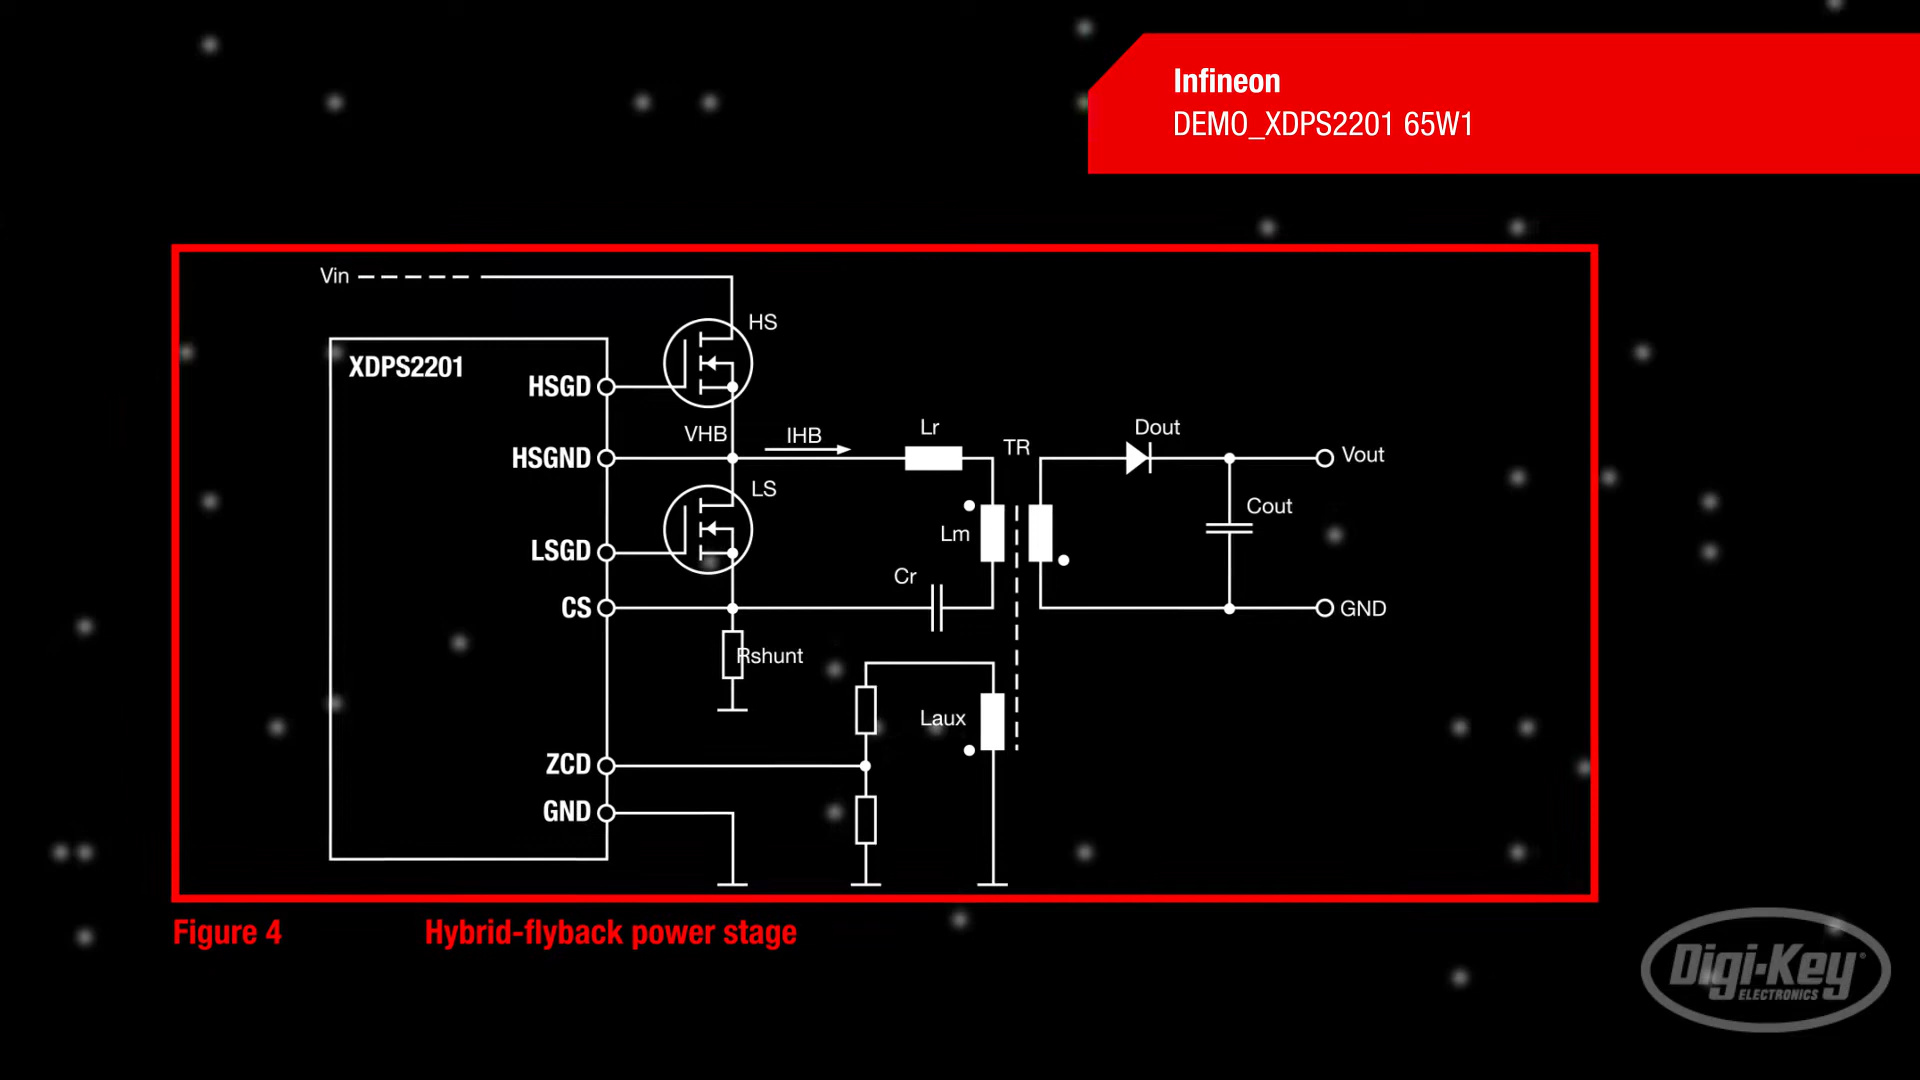 Infineon
DEMO_XDPS2201 65W1
Vin
HS
XDPS2201
HSGD
VHB
IHB
Lr
TR
Dout
HSGND
Vout
LS
Cout
Lm
LSGD
Cr
CS
GND
Rshunt
Laux
ZCD
GND
Figure 4 Hybrid-flyback power stage
Digi-Key
ELECTRONICS